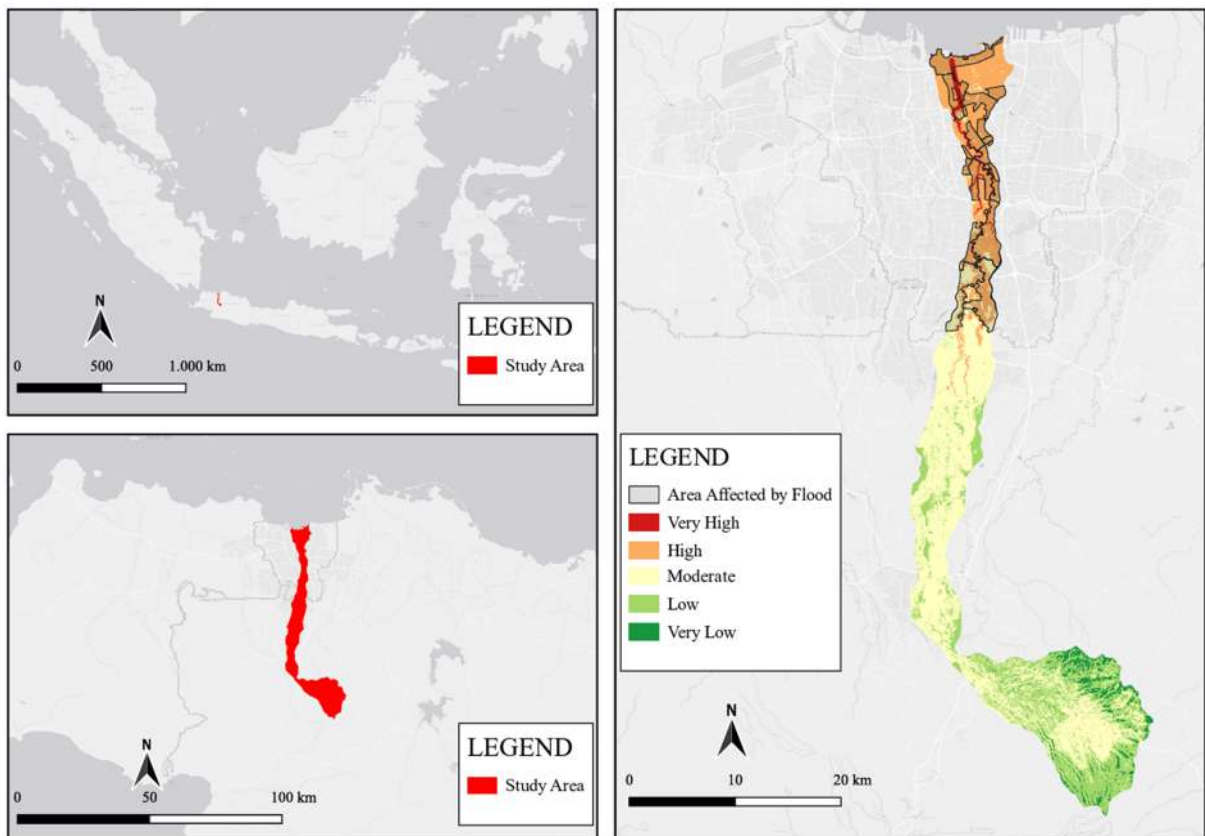 N
0
500
1.000 km
LEGEND
Study Area
N
0
50
100 km
LEGEND
Study Area
LEGEND
Area Affected by Flood
Very High
High
Moderate
Low
Very Low
N
0
10
20 km